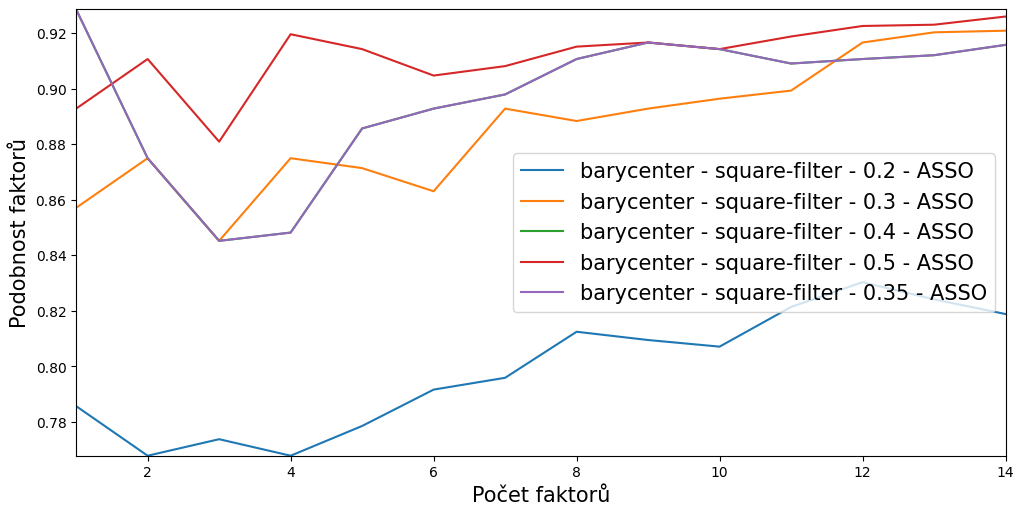 0.92
0.90
0.88
0.86
0.84
0.82
0.80
0.78
Podobnost faktorů
barycenter - square-filter - 0.2 - ASSO
barycenter - square-filter - 0.3 - ASSO
barycenter - square-filter - 0.4 - ASSO
barycenter - square-filter - 0.5 - ASSO
barycenter - square-filter - 0.35 - ASSO
2 4 6 8 10 12 14
Počet faktorů